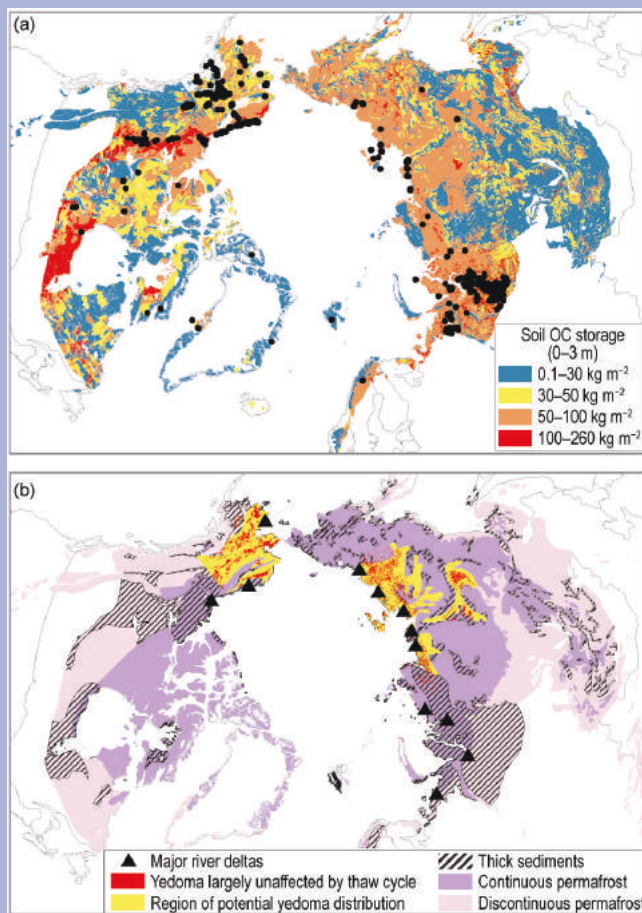 (a)
Soil OC storage
(0–3 m)
0.1–30 kg m⁻²
30–50 kg m⁻²
50–100 kg m⁻²
100–260 kg m⁻²
(b)
Major river deltas
Yedoma largely unaffected by thaw cycle
Region of potential yedoma distribution
Thick sediments
Continuous permafrost
Discontinuous permafrost